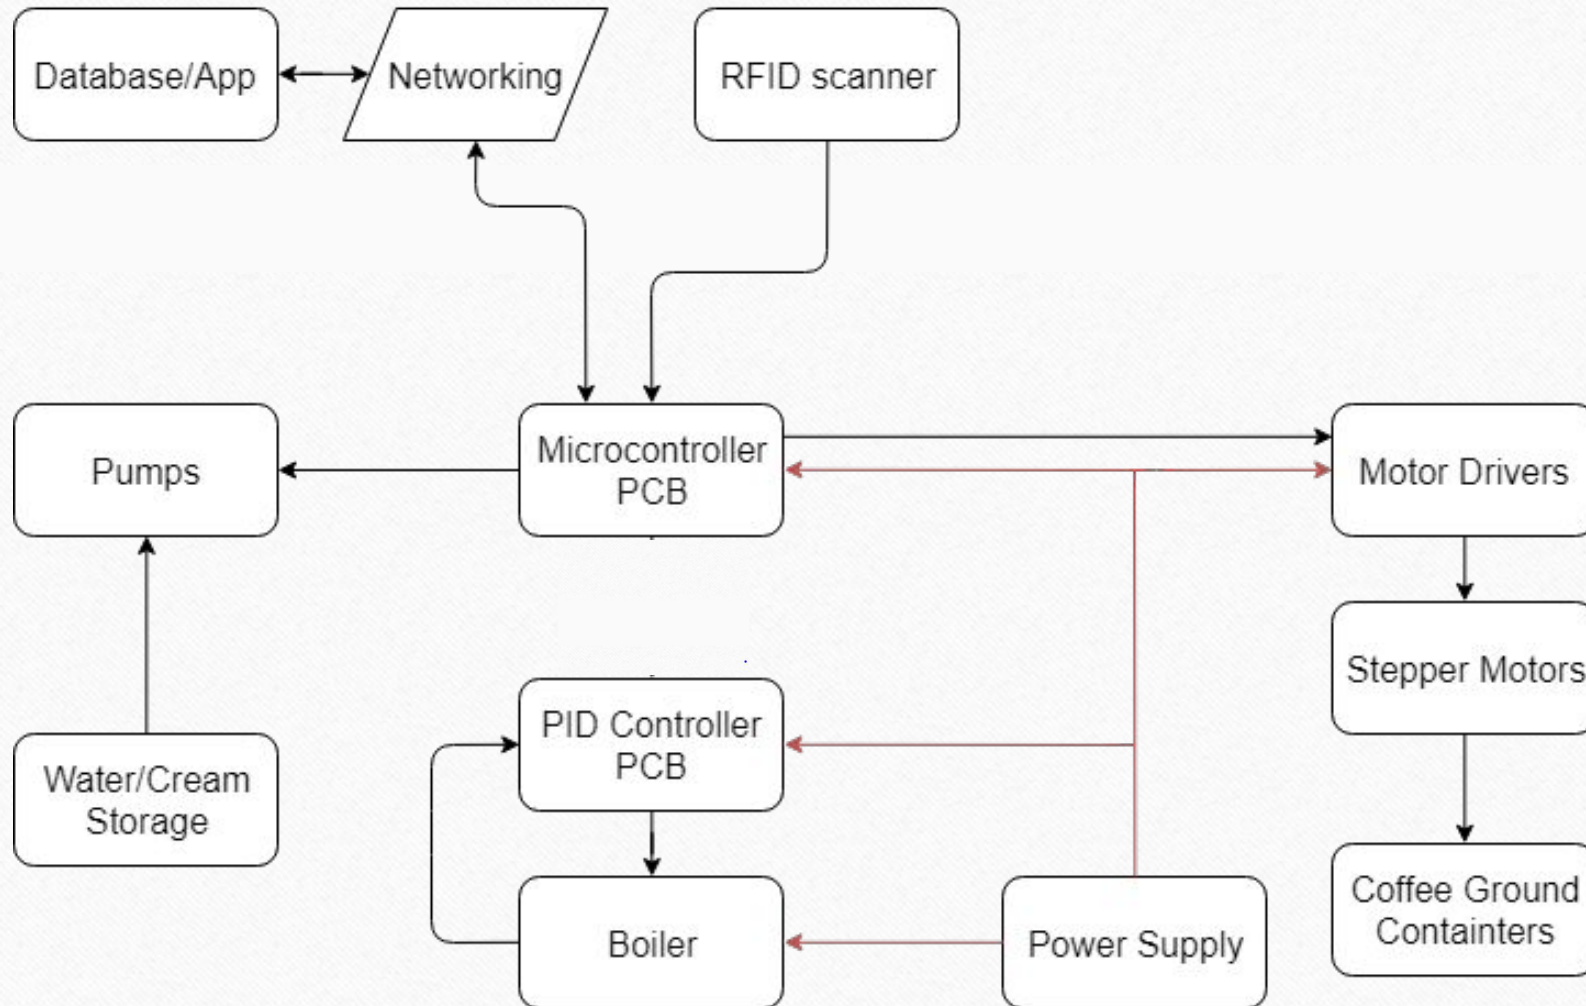 Database/App
Networking
RFID scanner
Pumps
Microcontroller
PCB
Motor Drivers
Stepper Motors
PID Controller
PCB
Water/Cream
Storage
Coffee Ground
Containters
Boiler
Power Supply